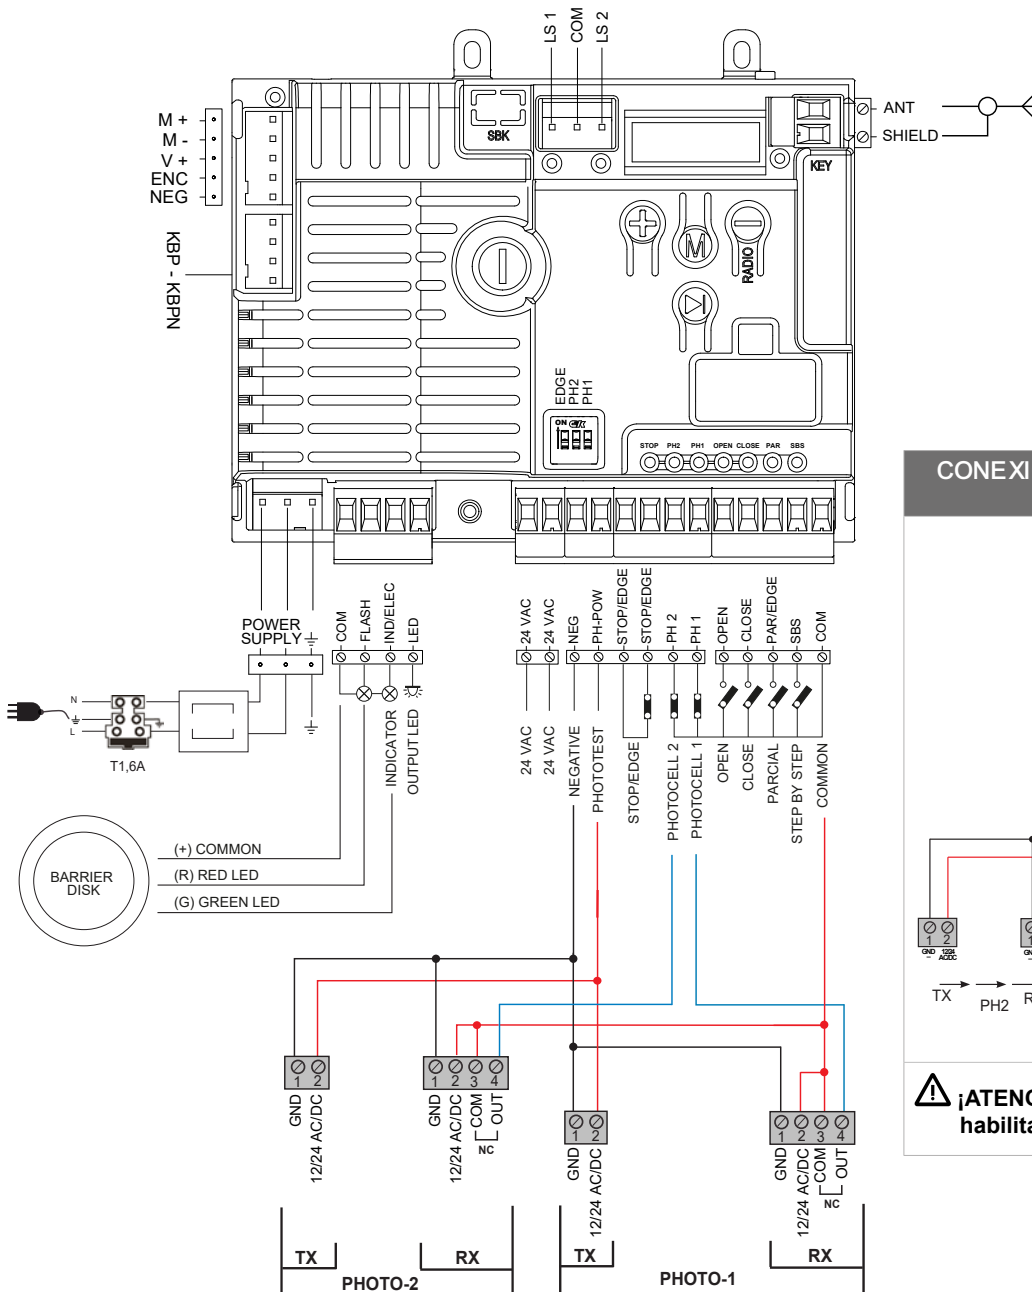 LS 1
COM
LS 2
M +
M -
V +
ENC
NEG
SBK
ANT
SHIELD
KEY
KBP - KBPN
M
RADIO
EDGE
PH2
PH1
ON
STOP PH2 PH1 OPEN CLOSE PAR SBS
CONEXI
POWER
SUPPLY
COM
FLASH
IND/ELEC
LED
24 VAC
24 VAC
NEG
PH-POW
STOP/EDGE
STOP/EDGE
PH 2
PH 1
OPEN
CLOSE
PAR/EDGE
SBS
COM
N
L
T1,6A
INDICATOR
OUTPUT LED
24 VAC
24 VAC
NEGATIVE
PHOTOTEST
STOP/EDGE
PHOTOCELL 2
PHOTOCELL 1
OPEN
CLOSE
PARCIAL
STEP BY STEP
COMMON
BARRIER
DISK
(+) COMMON
(R) RED LED
(G) GREEN LED
1 2
GND
12/24 AC/DC
1 2 3 4
GND
12/24 AC/DC
COM
OUT
NC
1 2
GND
12/24 AC/DC
1 2 3 4
GND
12/24 AC/DC
COM
OUT
NC
TX
RX
PHOTO-2
TX
RX
PHOTO-1
1 2
GND
12/24
AC/DC
1
TX
PH2
R
¡ATENC
habilita